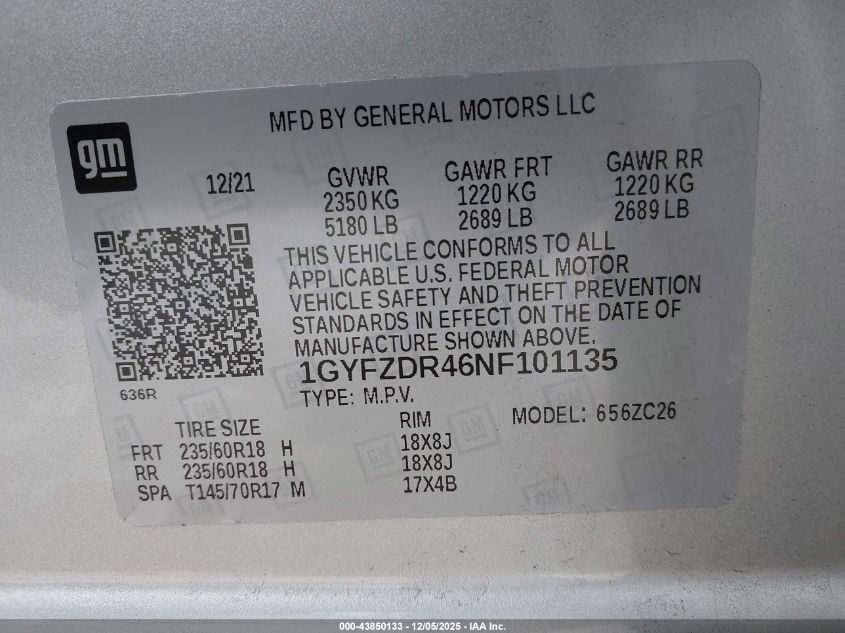 MFD BY GENERAL MOTORS LLC
gm
12/21
GVWR
2350 KG
5180 LB
GAWR FRT
1220 KG
2689 LB
GAWR RR
1220 KG
2689 LB
THIS VEHICLE CONFORMS TO ALL
APPLICABLE U.S. FEDERAL MOTOR
VEHICLE SAFETY AND THEFT PREVENTION
STANDARDS IN EFFECT ON THE DATE OF
MANUFACTURE SHOWN ABOVE.
1GYFZDR46NF101135
636R
TYPE: M.P.V.
MODEL: 656ZC26
TIRE SIZE RIM
FRT 235/60R18 H 18X8J
RR 235/60R18 H 18X8J
SPA T145/70R17 M 17X4B
000-43850133 - 12/05/2025 - IAA Inc.